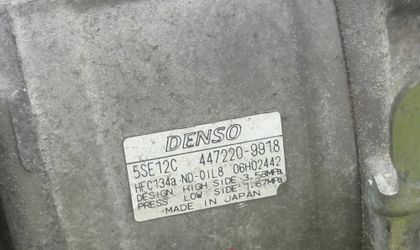 DENSO
5SE12C 447220-9918
HFC134a ND-OIL8 06H02442
DESIGN HIGH SIDE:3.53MPa
PRESS LOW SIDE:1.67MPa
MADE IN JAPAN